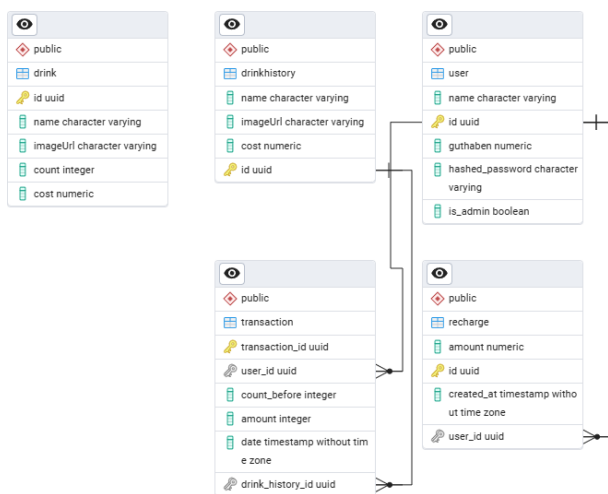 public
drink
id uuid
name character varying
imageUrl character varying
count integer
cost numeric
public
drinkhistory
name character varying
imageUrl character varying
cost numeric
id uuid
public
user
name character varying
id uuid
guthaben numeric
hashed_password character
varying
is_admin boolean
public
transaction
transaction_id uuid
user_id uuid
count_before integer
amount integer
date timestamp without tim
e zone
drink_history_id uuid
public
recharge
amount numeric
id uuid
created_at timestamp witho
ut time zone
user_id uuid